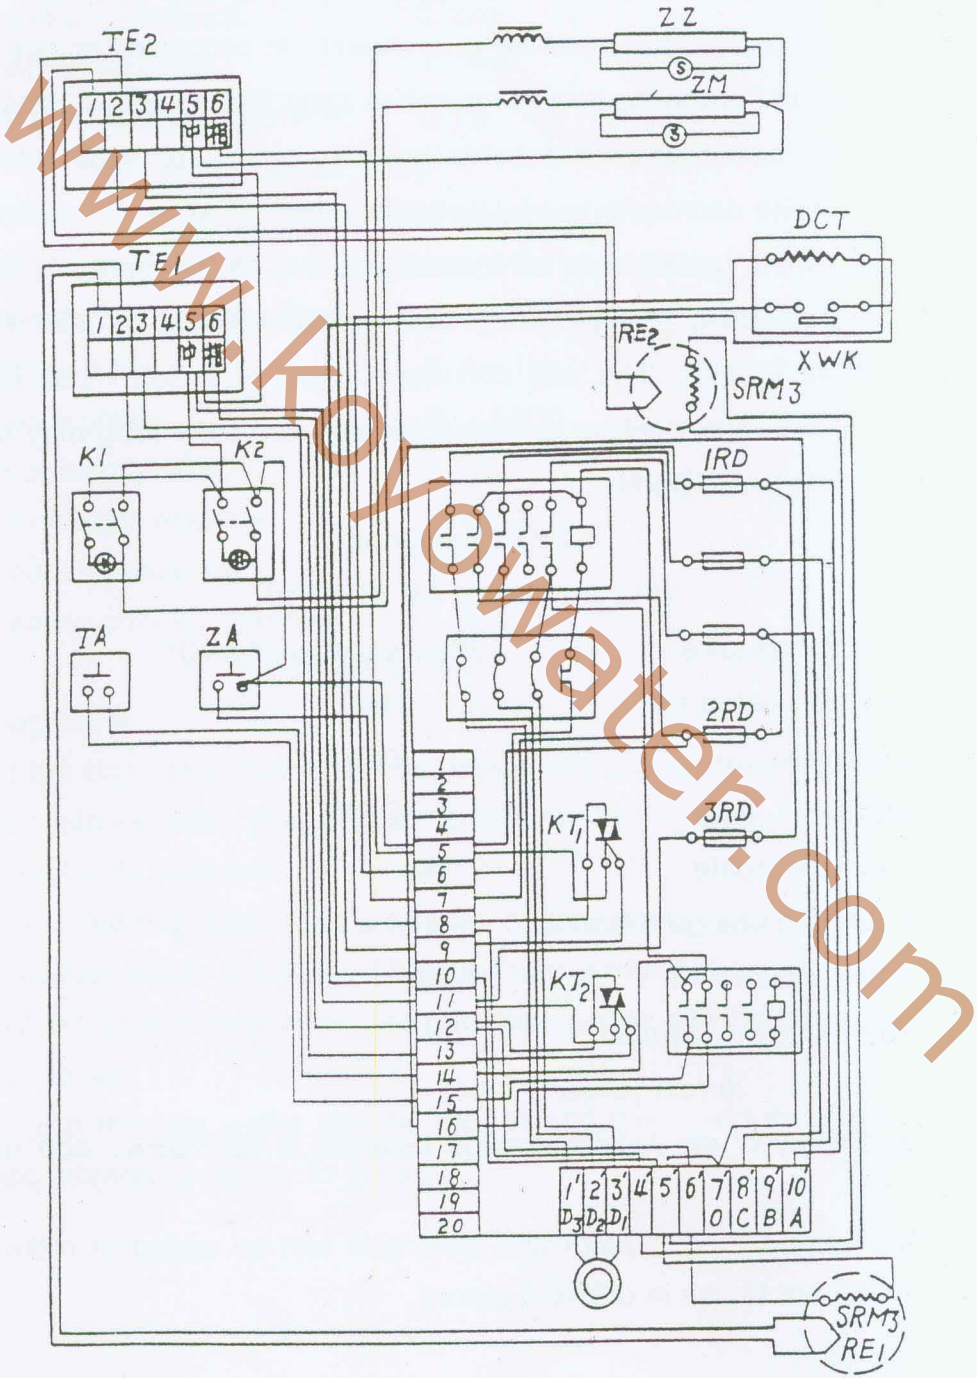 ZZ
S
ZM
S
TE2
1 2 3 4 5 6
中 相
DCT
XWK
TE1
1 2 3 4 5 6
中 相
RE2
SRM3
K1
K2
1RD
TA
ZA
2RD
3RD
1
2
3
4
5
6
7
8
9
10
11
12
13
14
15
16
17
18
19
20
KT1
KT2
1' 2' 3' 4' 5' 6' 7' 8' 9' 10'
D3 D2 D1 0 C B A
SRM3
RE1
www.koyowater.com